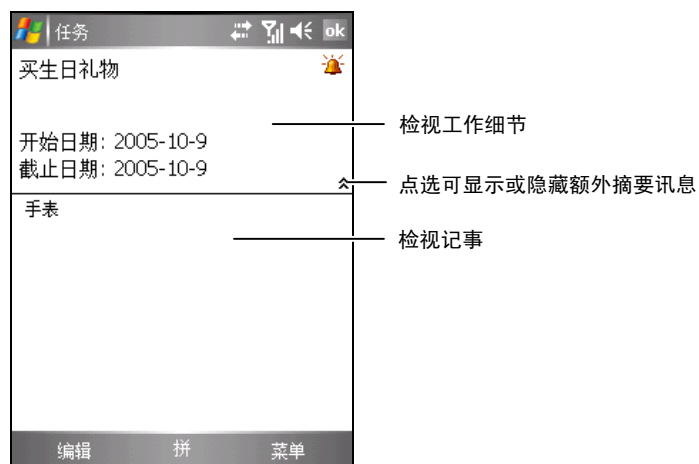 任务 ok
买生日礼物
开始日期: 2005-10-9
截止日期: 2005-10-9
手表
编辑 拼 菜单
检视工作细节
点选可显示或隐藏额外摘要讯息
检视记事